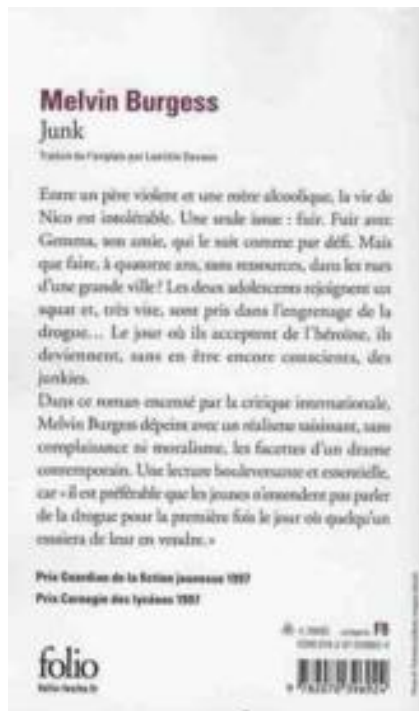 Melvin Burgess
Junk
Traduit de l'anglais par Laetitia Devaux
Entre un père violent et une mère alcoolique, la vie de
Nico est intolérable. Une seule issue : fuir. Fuir avec
Gemma, son amie, qui le suit comme par défi. Mais
que faire, à quatorze ans, sans ressources, dans les rues
d'une grande ville ? Les deux adolescents rejoignent un
squat et, très vite, sont pris dans l'engrenage de la
drogue... Le jour où ils acceptent de l'héroïne, ils
deviennent, sans en être encore conscients, des
junkies.
Dans ce roman encensé par la critique internationale,
Melvin Burgess dépeint avec un réalisme saisissant, sans
complaisance ni moralisme, les facettes d'un drame
contemporain. Une lecture bouleversante et essentielle,
car « il est préférable que les jeunes n'entendent pas parler
de la drogue pour la première fois le jour où quelqu'un
essaiera de leur en vendre. »
Prix Guardian de la fiction jeunesse 1997
Prix Carnegie des lycéens 1997
folio
folio-lesite.fr